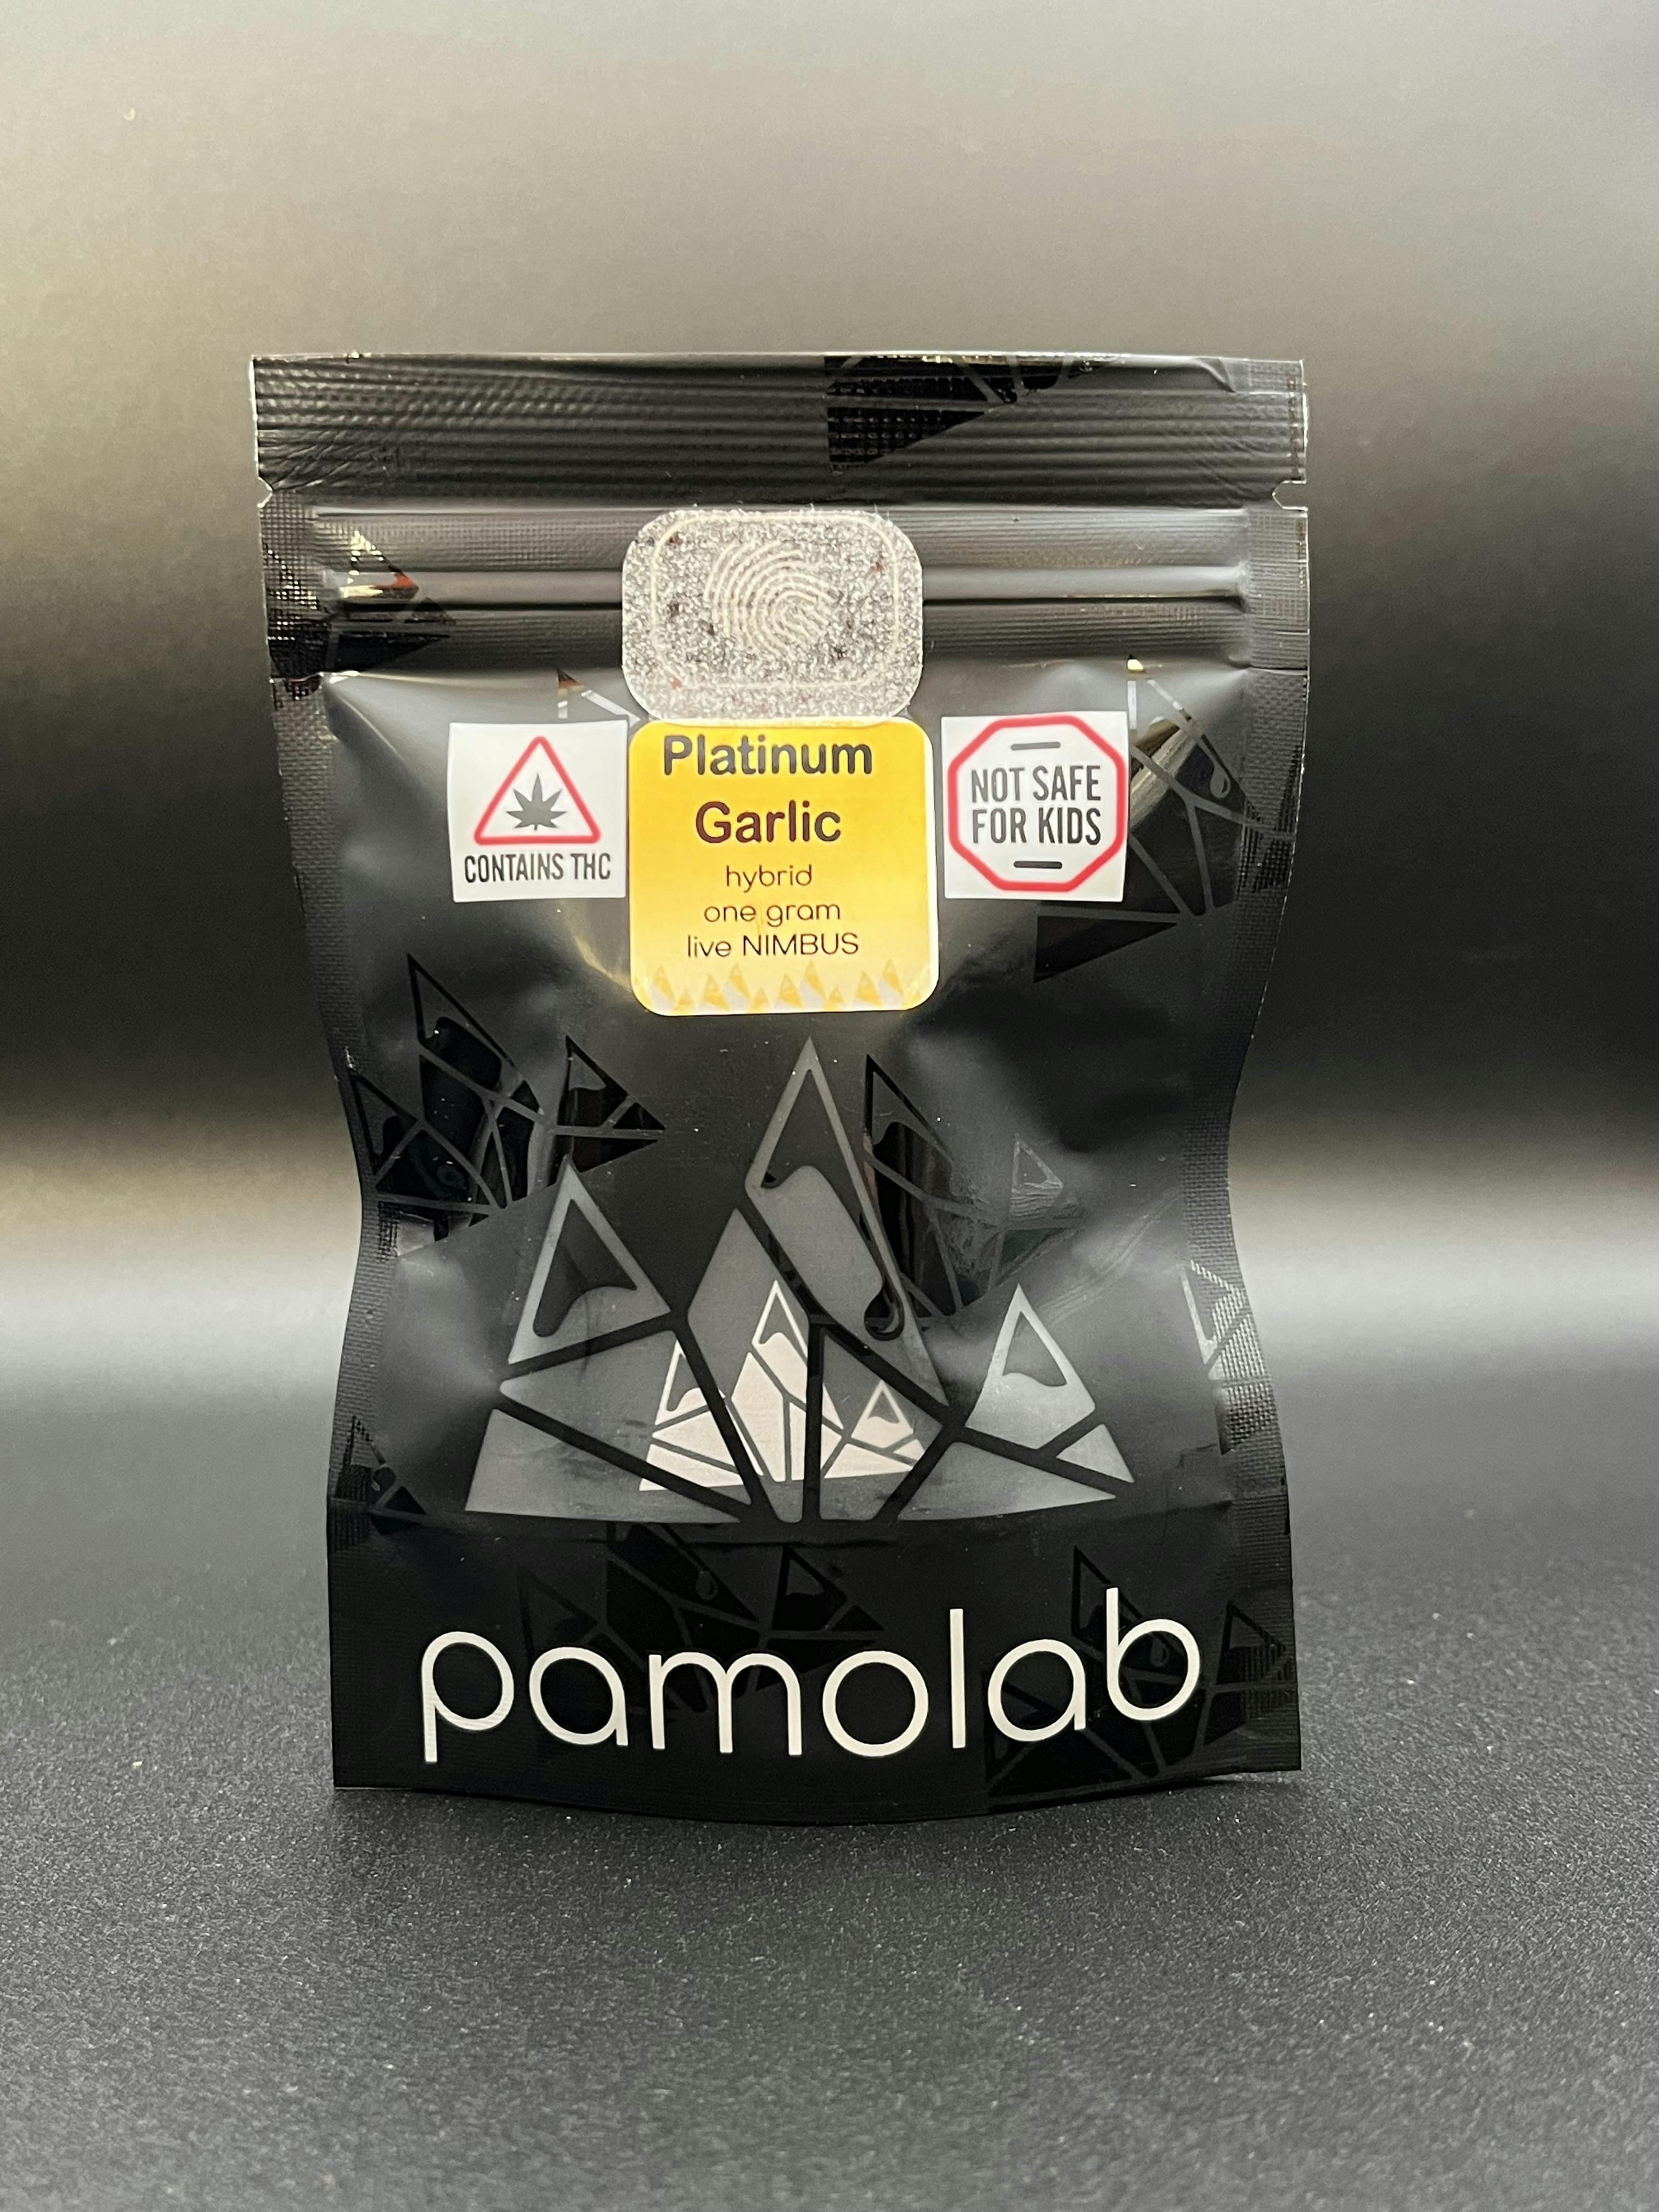 Platinum
Garlic
hybrid
one gram
live NIMBUS
CONTAINS THC
NOT SAFE
FOR KIDS
pamolab